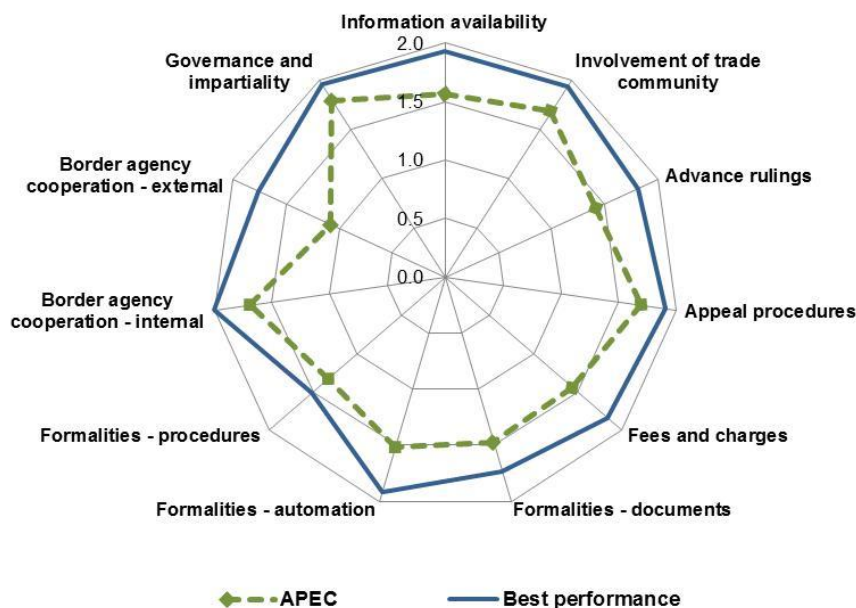 Information availability
2.0
Governance and
impartiality
Involvement of trade
community
1.5
Border agency
cooperation - external
1.0
Advance rulings
0.5
0.0
Border agency
cooperation - internal
Appeal procedures
Formalities - procedures
Fees and charges
Formalities - automation
Formalities - documents
APEC
Best performance